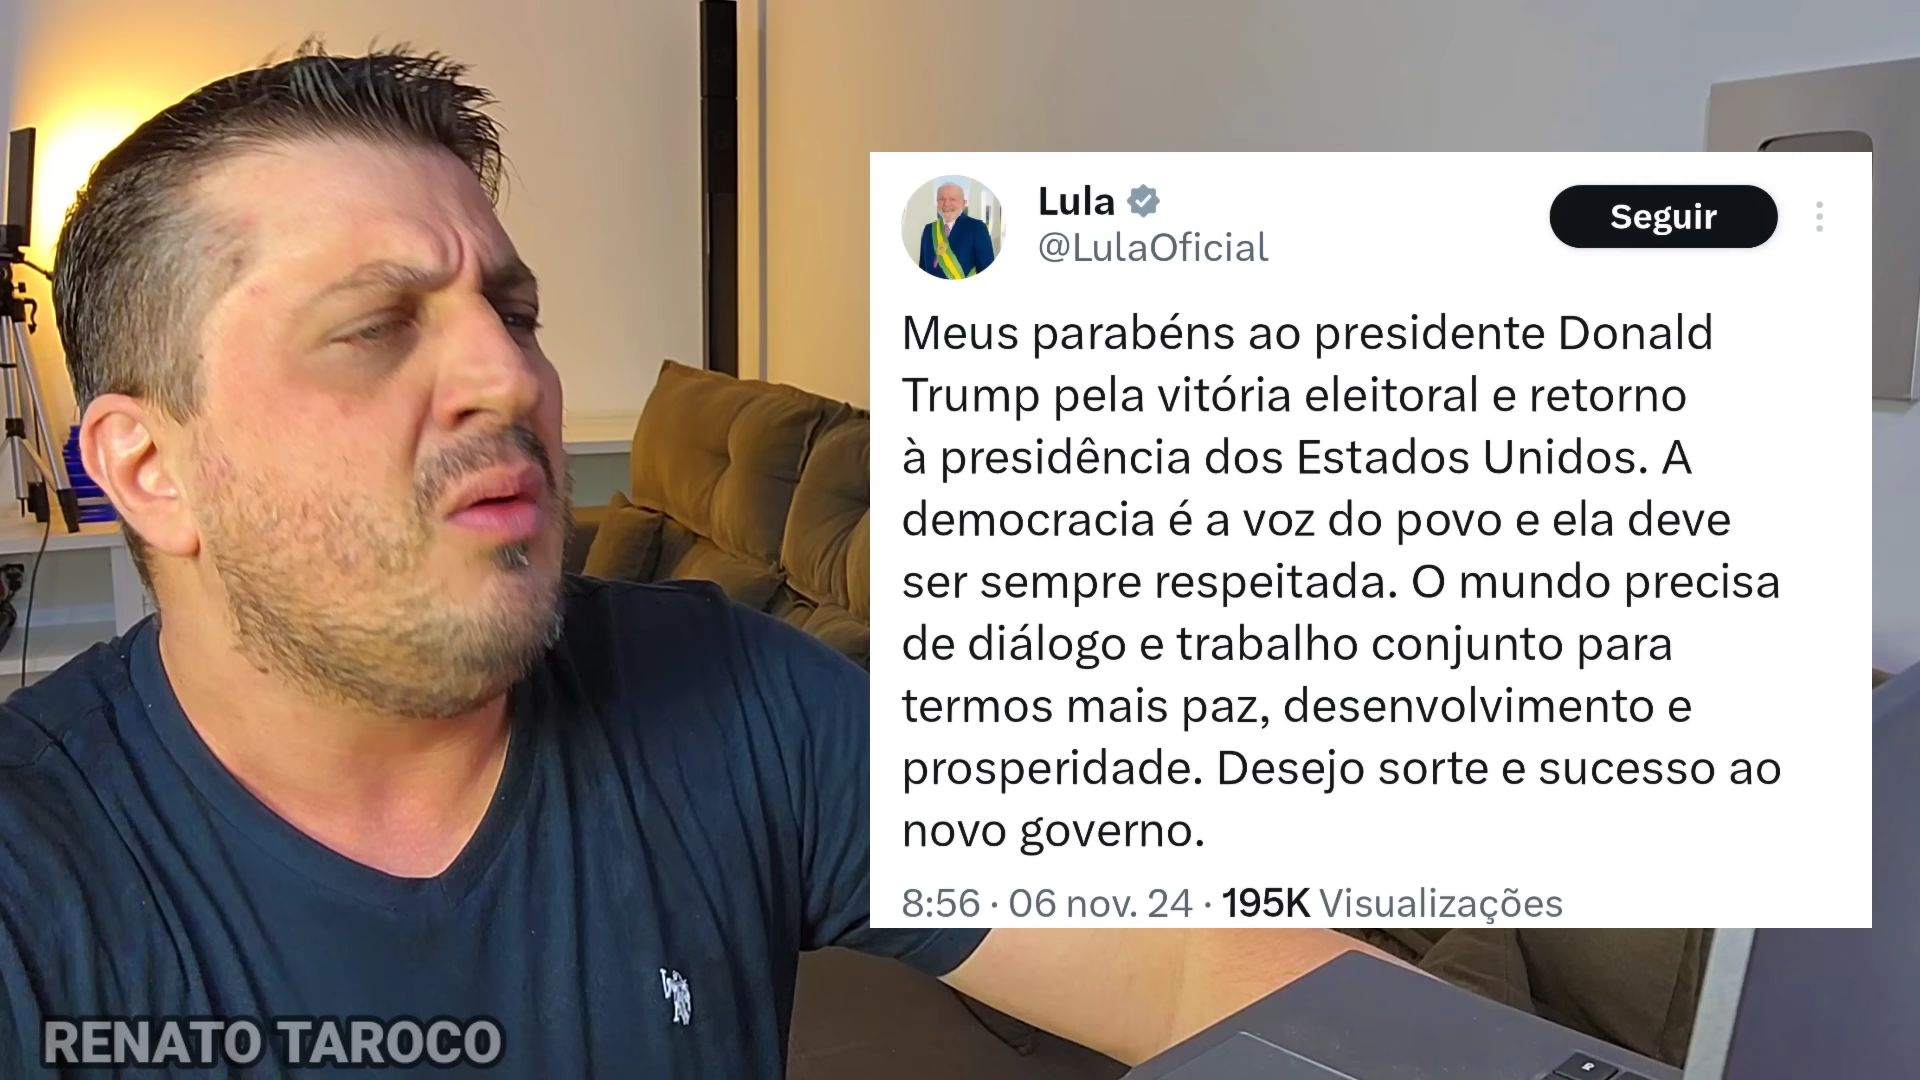 Lula
@LulaOficial
Seguir
Meus parabéns ao presidente Donald
Trump pela vitória eleitoral e retorno
à presidência dos Estados Unidos. A
democracia é a voz do povo e ela deve
ser sempre respeitada. O mundo precisa
de diálogo e trabalho conjunto para
termos mais paz, desenvolvimento e
prosperidade. Desejo sorte e sucesso ao
novo governo.
8:56 · 06 nov. 24 · 195K Visualizações
RENATO TAROCO